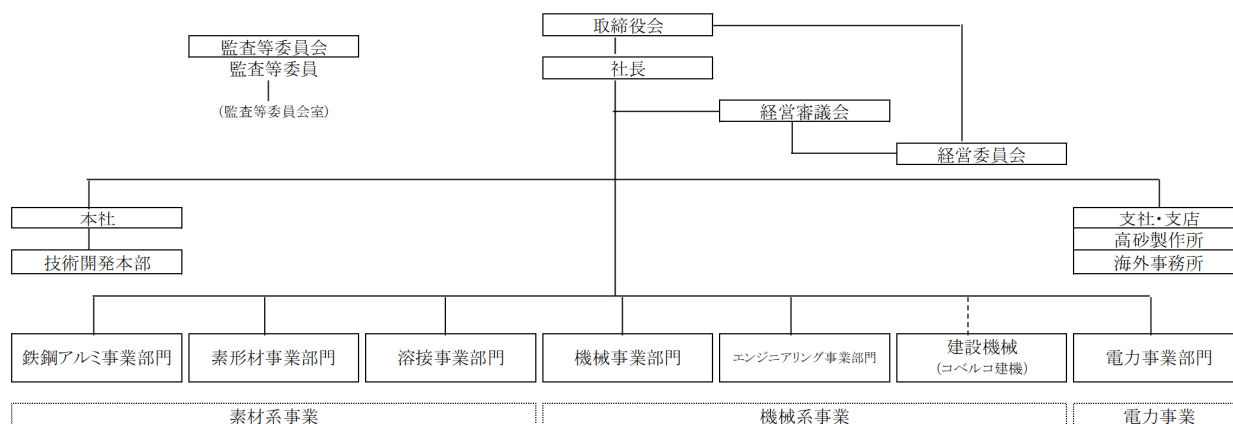 取締役会
監査等委員会
監査等委員
(監査等委員会室)
社長
経営審議会
経営委員会
本社
技術開発本部
支社・支店
高砂製作所
海外事務所
鉄鋼アルミ事業部門
素形材事業部門
溶接事業部門
機械事業部門
エンジニアリング事業部門
建設機械
(コベルコ建機)
電力事業部門
素材系事業
機械系事業
電力事業